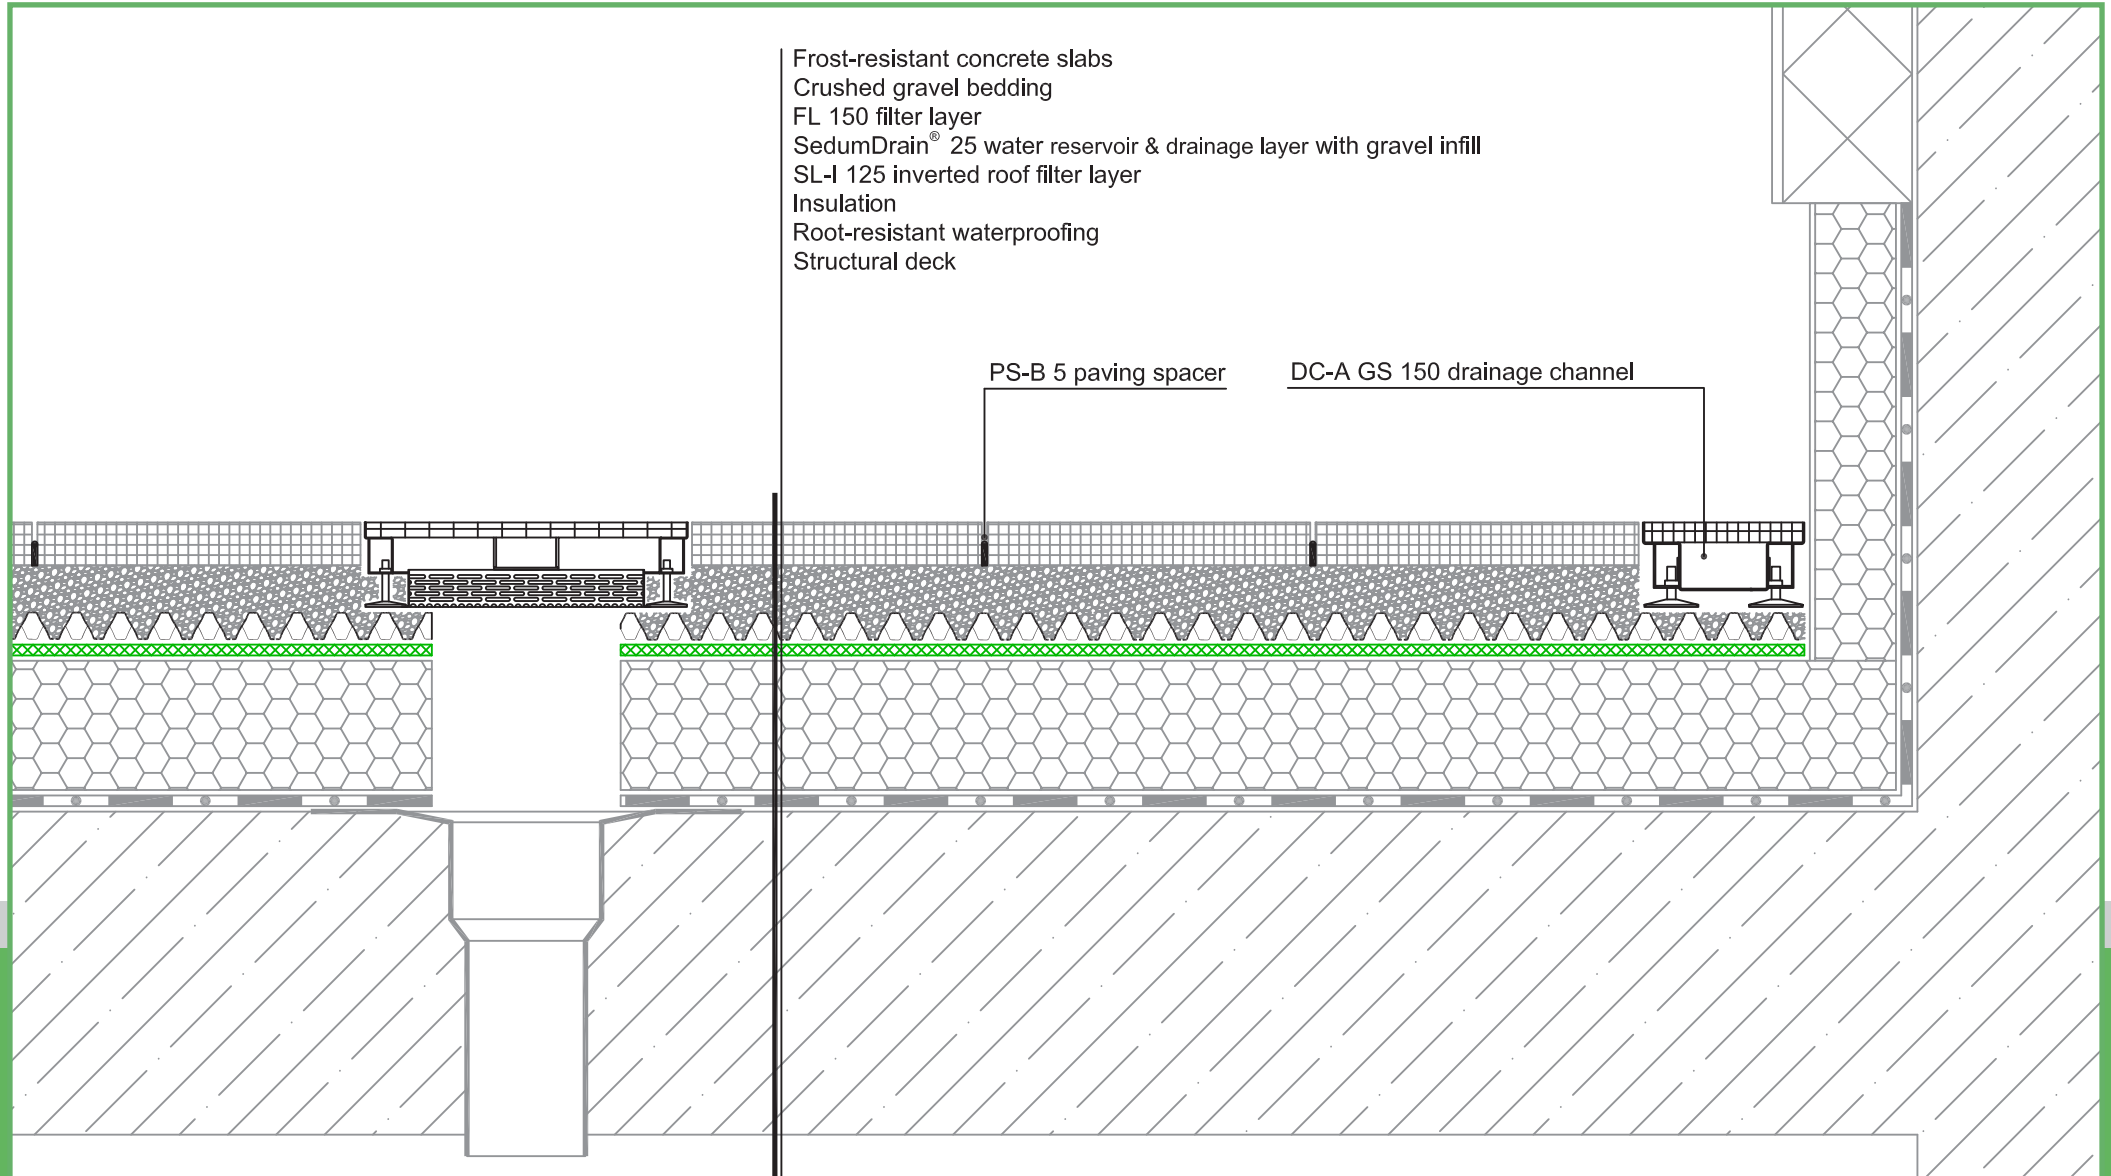 Frost-resistant concrete slabs
Crushed gravel bedding
FL 150 filter layer
SedumDrain® 25 water reservoir & drainage layer with gravel infill
SL-I 125 inverted roof filter layer
Insulation
Root-resistant waterproofing
Structural deck
PS-B 5 paving spacer
DC-A GS 150 drainage channel